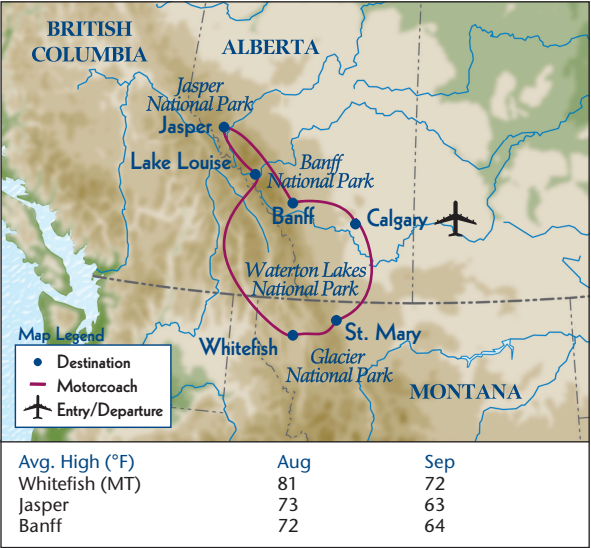 BRITISH
COLUMBIA
ALBERTA
Jasper
National Park
Jasper
Lake Louise
Banff
National Park
Banff
Calgary
Waterton Lakes
National Park
St. Mary
Whitefish
Glacier
National Park
MONTANA
Map Legend
Destination
Motorcoach
Entry/Departure
Avg. High (°F) Aug Sep
Whitefish (MT) 81 72
Jasper 73 63
Banff 72 64